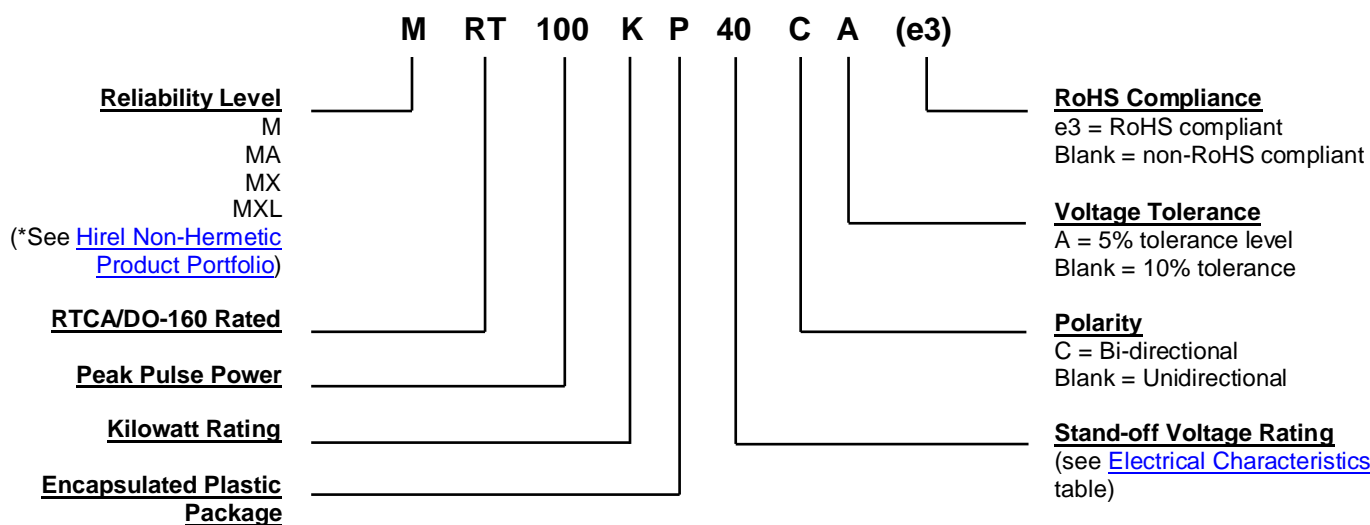 M RT 100 K P 40 C A (e3)
Reliability Level
M
MA
MX
MXL
(*See Hirel Non-Hermetic
Product Portfolio)
RTCA/DO-160 Rated
Peak Pulse Power
Kilowatt Rating
Encapsulated Plastic
Package
RoHS Compliance
e3 = RoHS compliant
Blank = non-RoHS compliant
Voltage Tolerance
A = 5% tolerance level
Blank = 10% tolerance
Polarity
C = Bi-directional
Blank = Unidirectional
Stand-off Voltage Rating
(see Electrical Characteristics
table)